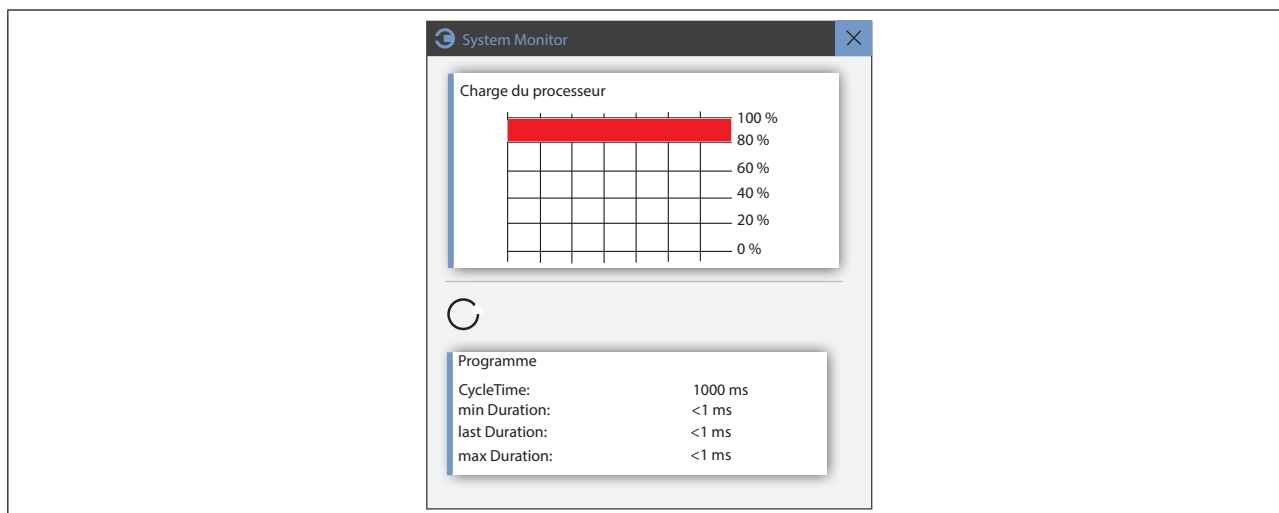 System Monitor
Charge du processeur
100 %
80 %
60 %
40 %
20 %
0 %
Programme
CycleTime: 1000 ms
min Duration: <1 ms
last Duration: <1 ms
max Duration: <1 ms